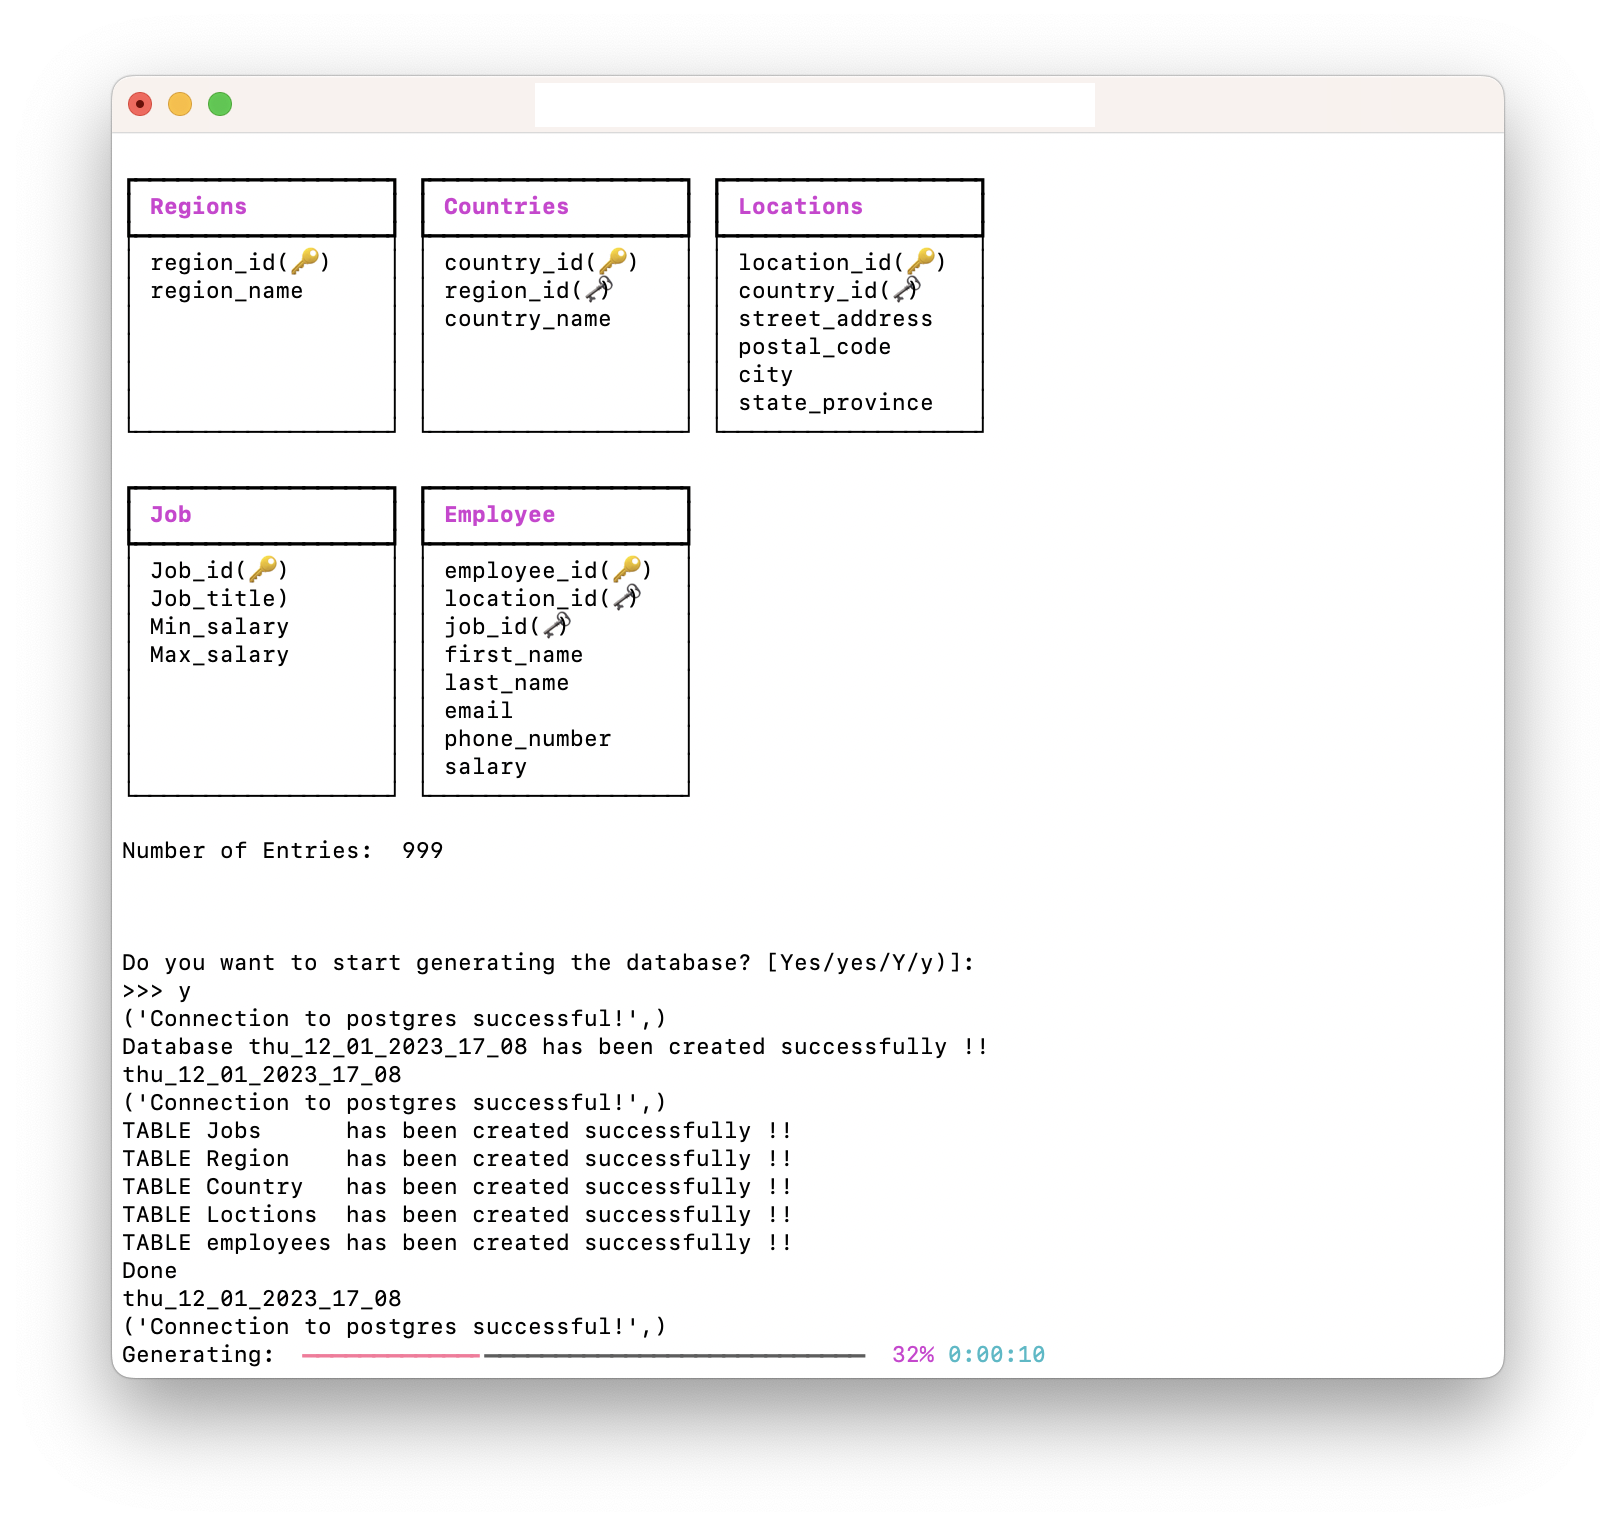 Regions
region_id(🔑)
region_name
Countries
country_id(🔑)
region_id(🗝)
country_name
Locations
location_id(🔑)
country_id(🗝)
street_address
postal_code
city
state_province
Job
Job_id(🔑)
Job_title)
Min_salary
Max_salary
Employee
employee_id(🔑)
location_id(🗝)
job_id(🗝)
first_name
last_name
email
phone_number
salary
Number of Entries:  999
Do you want to start generating the database? [Yes/yes/Y/y)]:
>>> y
('Connection to postgres successful!',)
Database thu_12_01_2023_17_08 has been created successfully !!
thu_12_01_2023_17_08
('Connection to postgres successful!',)
TABLE Jobs      has been created successfully !!
TABLE Region    has been created successfully !!
TABLE Country   has been created successfully !!
TABLE Loctions  has been created successfully !!
TABLE employees has been created successfully !!
Done
thu_12_01_2023_17_08
('Connection to postgres successful!',)
Generating: 32% 0:00:10